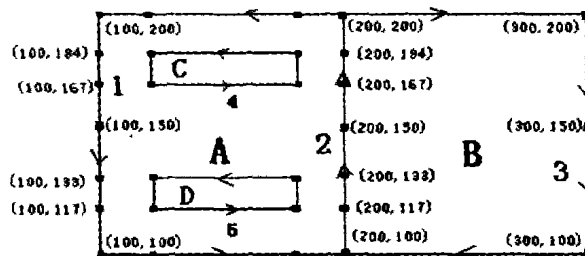 (100, 200) (200, 200) (300, 200)
(100, 184) C (200, 184)
(100, 167) 1 4 (200, 167)
(100, 150) (200, 150) (300, 150)
A 2 B 3
(100, 133) (200, 133)
(100, 117) D (200, 117)
5
(100, 100) (200, 100) (300, 100)